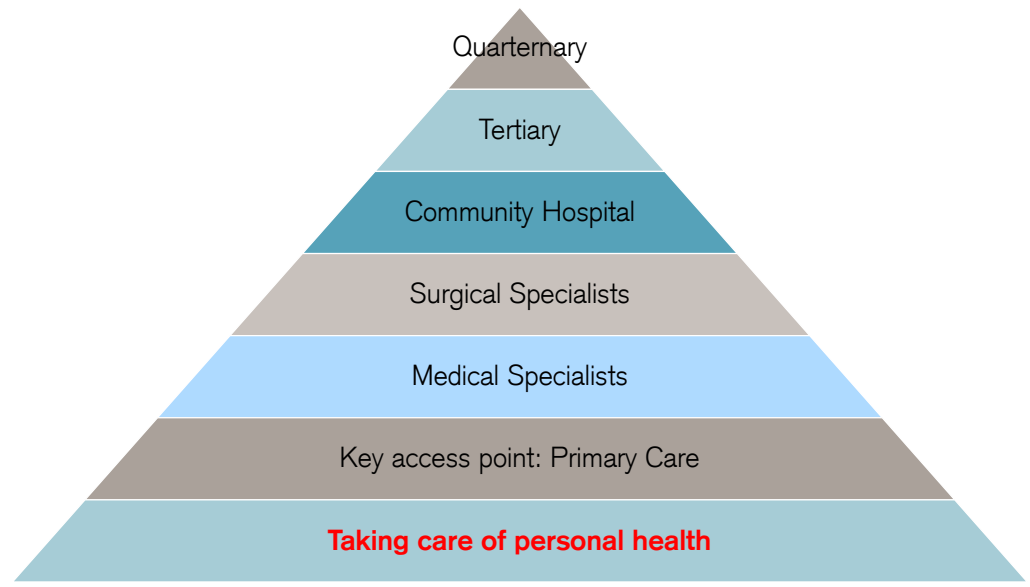 Quarternary
Tertiary
Community Hospital
Surgical Specialists
Medical Specialists
Key access point: Primary Care
Taking care of personal health